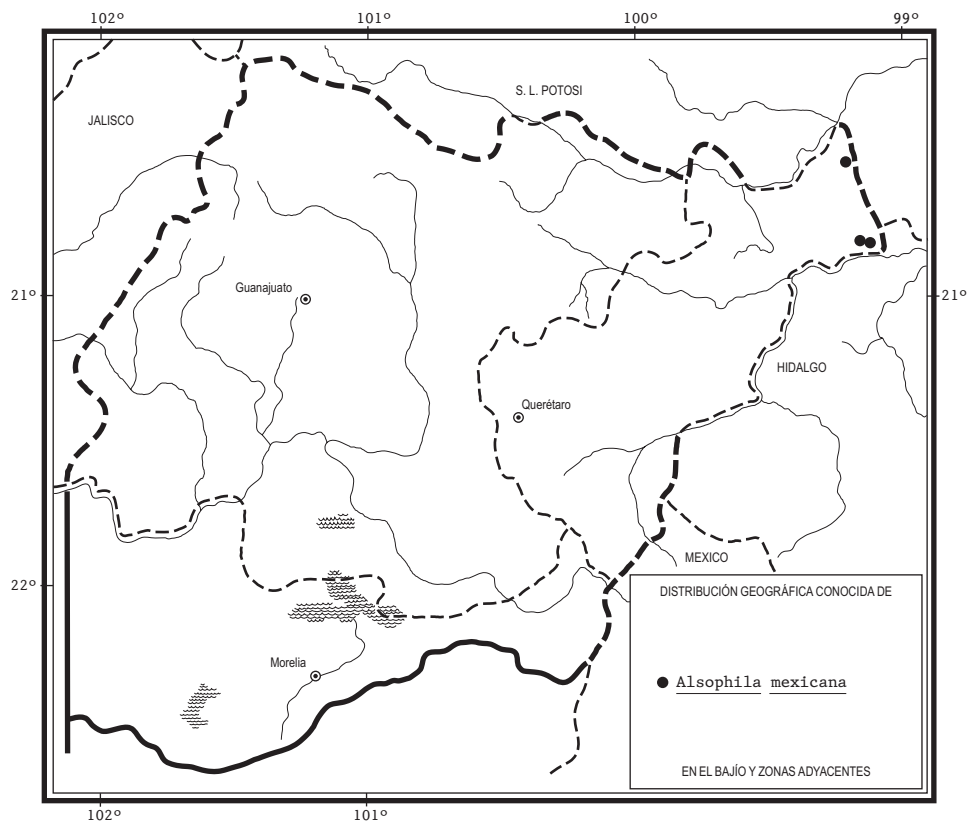 102º 101º 100º 99º
S. L. POTOSI
JALISCO
Guanajuato
21º 21º
HIDALGO
Querétaro
MEXICO
22º
DISTRIBUCIÓN GEOGRÁFICA CONOCIDA DE
Morelia
Alsophila mexicana
EN EL BAJÍO Y ZONAS ADYACENTES
102º 101º